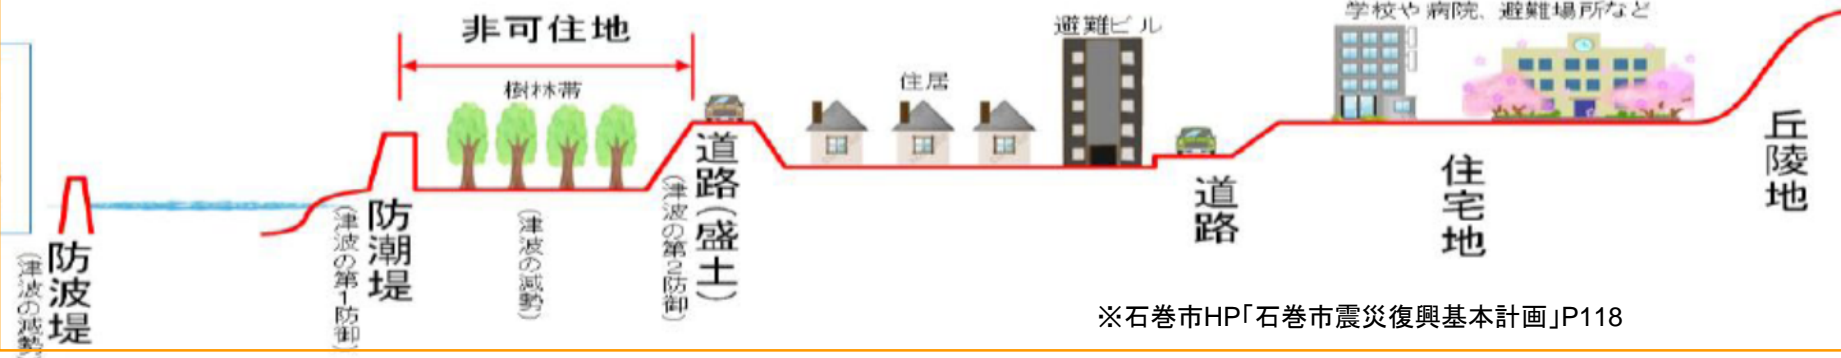 非可住地
樹林帯
住居
避難ビル
学校や病院、避難場所など
防波堤
(津波の減勢
防潮堤
(津波の第1防御)
(津波の減勢)
道路(盛土)
(津波の第2防御)
道路
住宅地
丘陵地
※石巻市HP「石巻市震災復興基本計画」P118